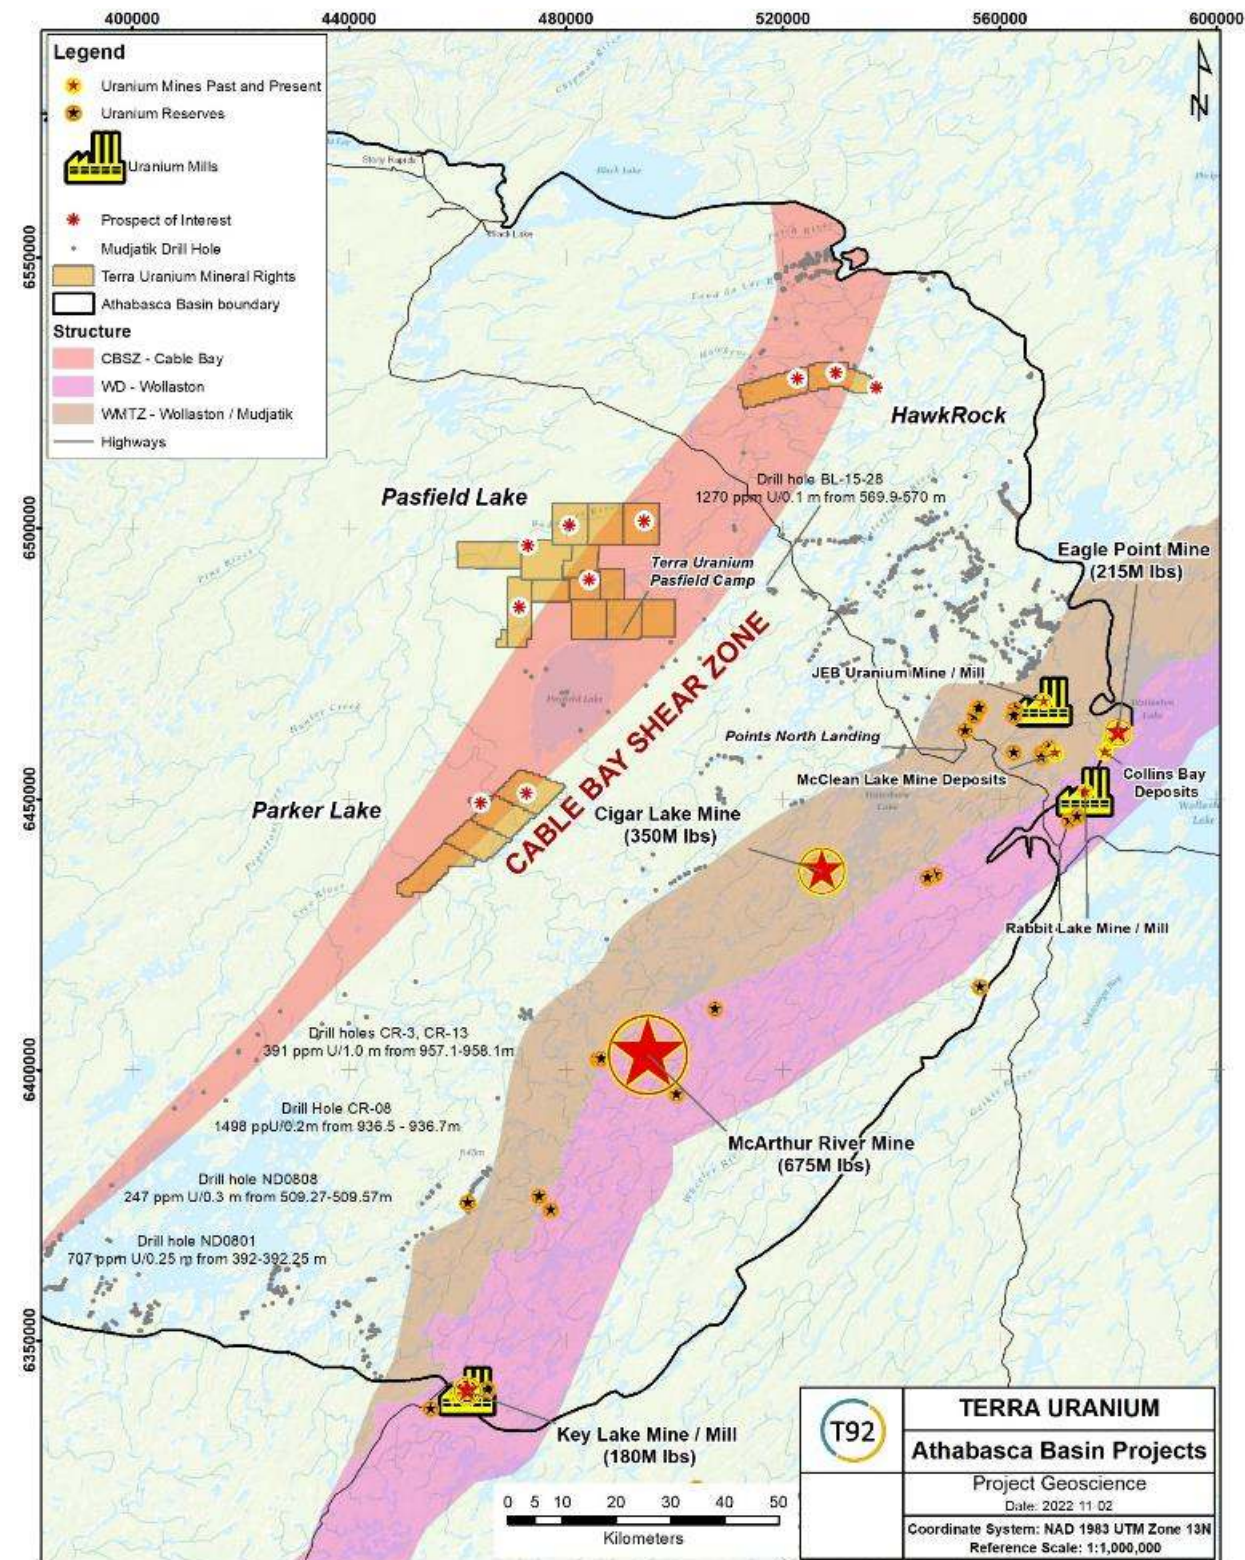 400000 440000 480000 520000 560000 600000
Legend
Uranium Mines Past and Present
Uranium Reserves
Uranium Mills
Prospect of Interest
Mudjatik Drill Hole
Terra Uranium Mineral Rights
Athabasca Basin boundary
Structure
CBSZ - Cable Bay
WD - Wollaston
WMTZ - Wollaston / Mudjatik
Highways
N
Stony Rapids
Black Lake
Black Lake
6550000
HawkRock
Drill hole BL-15-28
1270 ppm U/0.1 m from 569.9-570 m
Pasfield Lake
6500000
Terra Uranium
Pasfield Camp
Eagle Point Mine
(215M lbs)
CABLE BAY SHEAR ZONE
JEB Uranium Mine / Mill
Pasfield Lake
Wollaston
Lake
Points North Landing
McClean Lake Mine Deposits
Collins Bay
Deposits
Parker Lake
6450000
Cigar Lake Mine
(350M lbs)
Rabbit Lake Mine / Mill
Drill holes CR-3, CR-13
391 ppm U/1.0 m from 957.1-958.1m
6400000
Drill Hole CR-08
1498 ppU/0.2m from 936.5 - 936.7m
McArthur River Mine
(675M lbs)
Drill hole ND0808
247 ppm U/0.3 m from 509.27-509.57m
Drill hole ND0801
707 ppm U/0.25 m from 392-392.25 m
6350000
Key Lake Mine / Mill
(180M lbs)
0 5 10 20 30 40 50
Kilometers
T92
TERRA URANIUM
Athabasca Basin Projects
Project Geoscience
Date: 2022-11-02
Coordinate System: NAD 1983 UTM Zone 13N
Reference Scale: 1:1,000,000